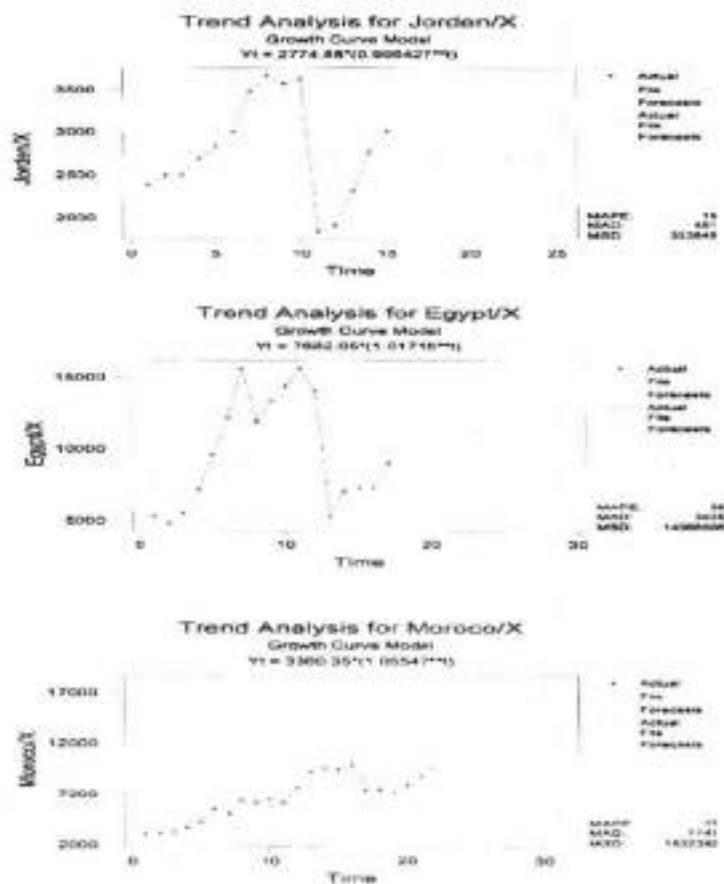 Trend Analysis for Jorden/X
Growth Curve Model
Actual
Fits
Forecasts
Actual
Fits
Forecasts
Jorden/X
3500
3000
2500
2000
0
5
10
15
20
25
Time
MAPE:
MAD:
MSD:
Trend Analysis for Egypt/X
Growth Curve Model
Actual
Fits
Forecasts
Actual
Fits
Forecasts
Egypt/X
15000
10000
5000
0
10
20
30
Time
MAPE:
MAD:
MSD:
Trend Analysis for Moroco/X
Growth Curve Model
Actual
Fits
Forecasts
Actual
Fits
Forecasts
Moroco/X
17000
12000
7000
2000
0
10
20
30
Time
MAPE:
MAD:
MSD: